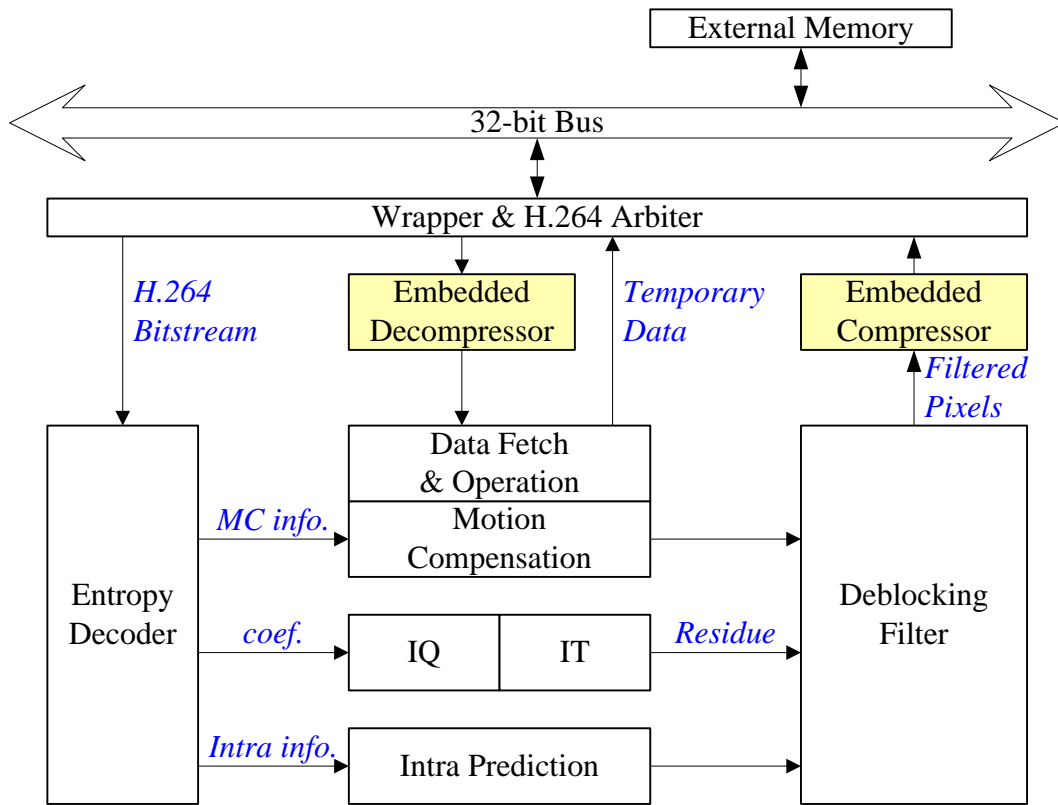 External Memory
32-bit Bus
Wrapper & H.264 Arbiter
H.264
Bitstream
Embedded
Decompressor
Temporary
Data
Embedded
Compressor
Filtered
Pixels
Data Fetch
& Operation
MC info.
Motion
Compensation
Entropy
Decoder
Deblocking
Filter
coef.
IQ
IT
Residue
Intra info.
Intra Prediction